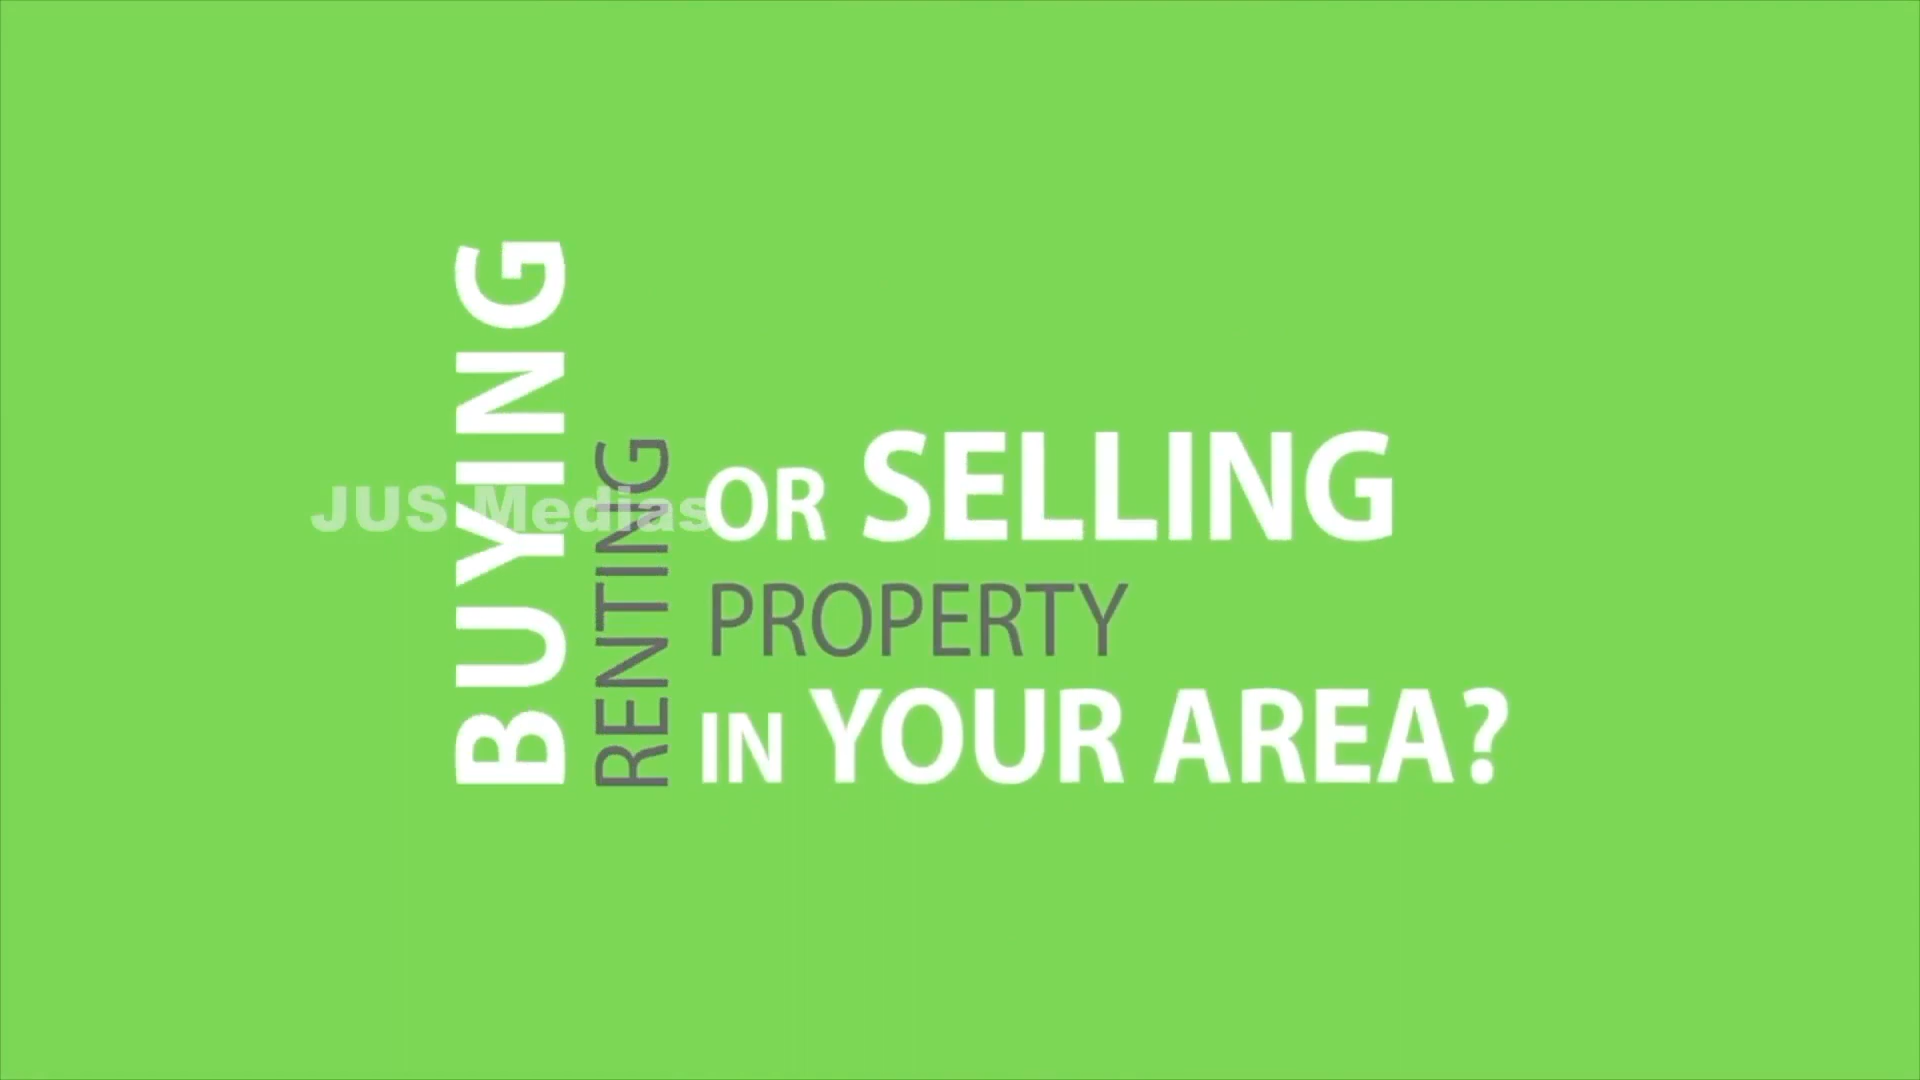 BUYING
RENTING
OR SELLING
PROPERTY
IN YOUR AREA?
JUS Medias